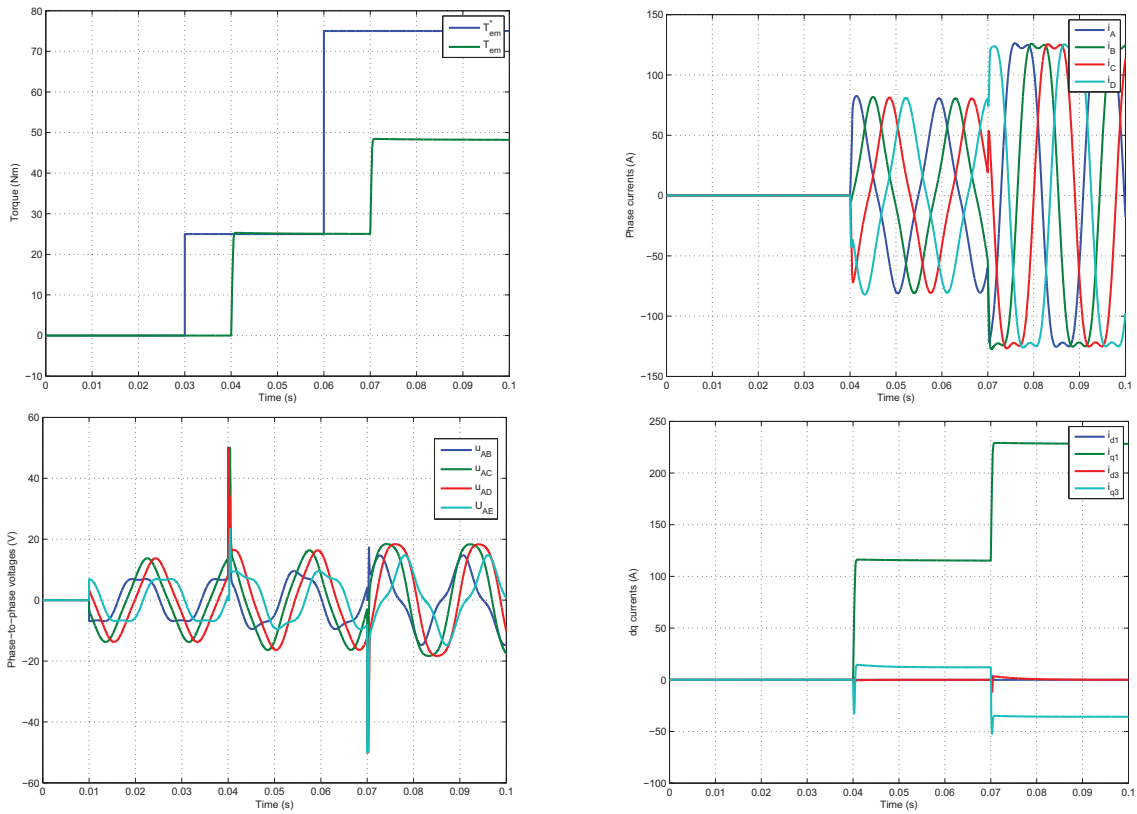 80
70
60
50
40
30
20
10
0
−10
Torque (Nm)
T*em
Tem
0 0.01 0.02 0.03 0.04 0.05 0.06 0.07 0.08 0.09 0.1
Time (s)
150
100
50
0
−50
−100
−150
Phase currents (A)
iA
iB
iC
iD
0 0.01 0.02 0.03 0.04 0.05 0.06 0.07 0.08 0.09 0.1
Time (s)
60
40
20
0
−20
−40
−60
Phase−to−phase voltages (V)
uAB
uAC
uAD
UAE
0 0.01 0.02 0.03 0.04 0.05 0.06 0.07 0.08 0.09 0.1
Time (s)
250
200
150
100
50
0
−50
−100
dq currents (A)
id1
iq1
id3
iq3
0 0.01 0.02 0.03 0.04 0.05 0.06 0.07 0.08 0.09 0.1
Time (s)